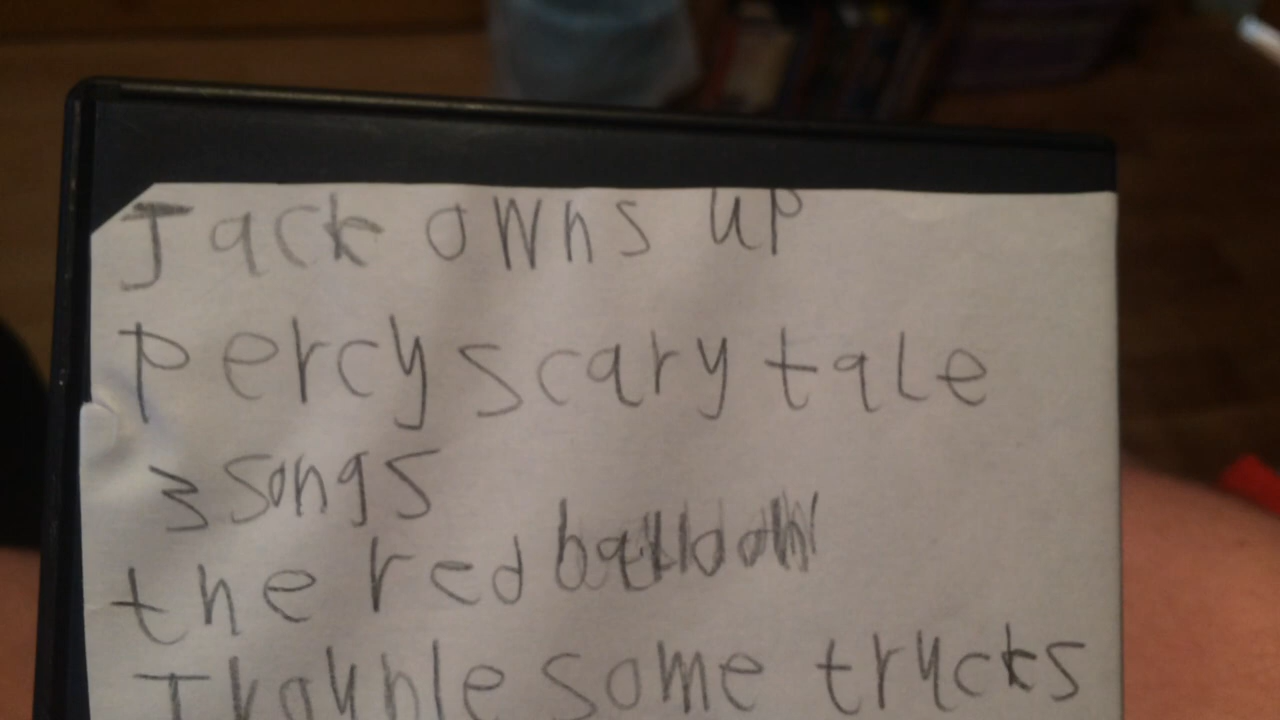 Jack owns up
percy scary tale
3 songs
the red balloon
Trouble some trucks